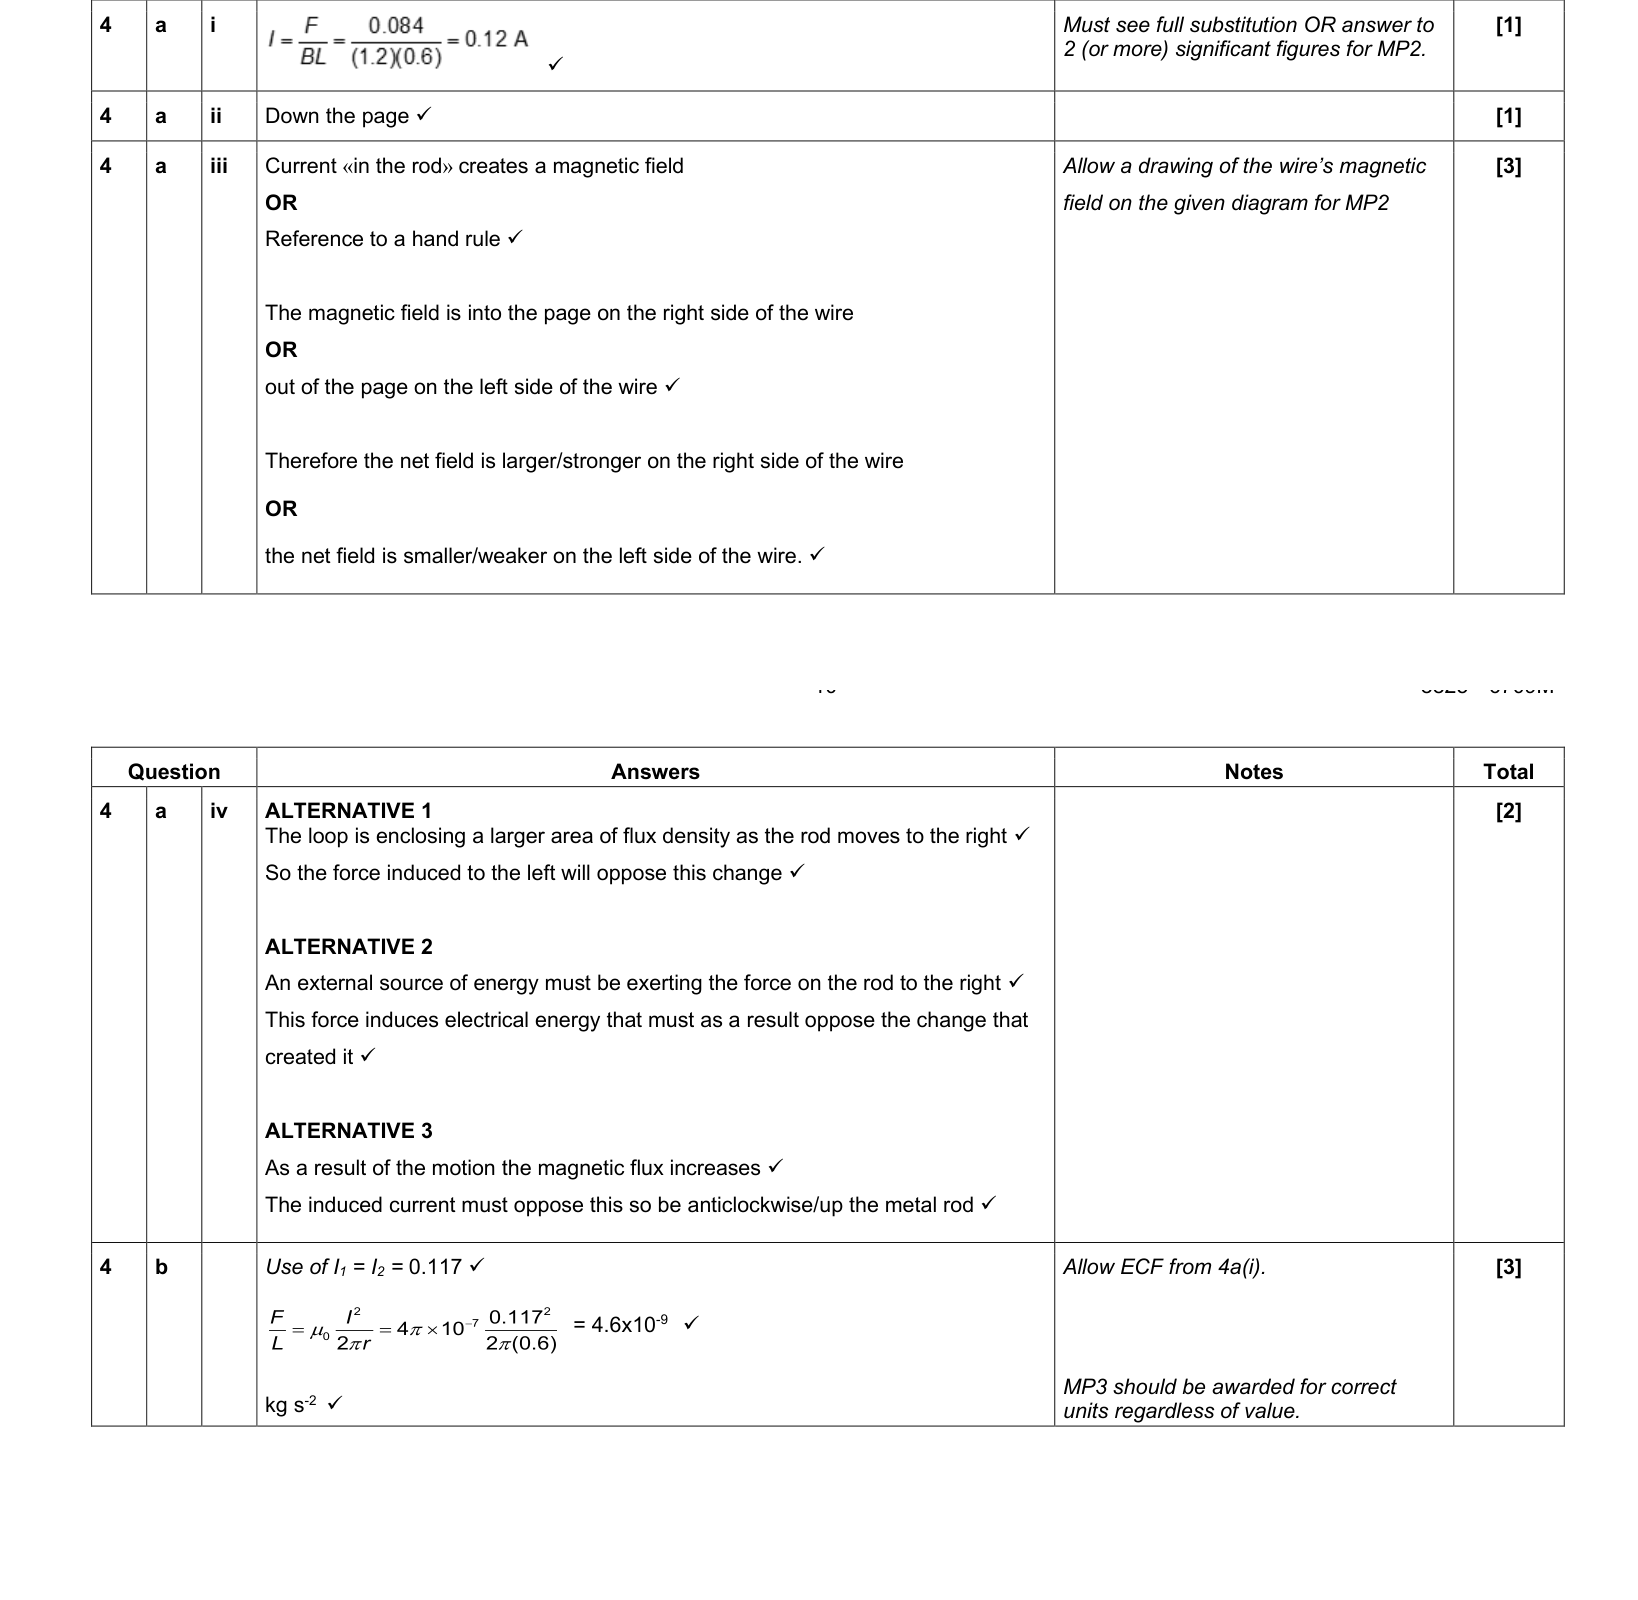 4 a i I = F/BL = 0.084/(1.2)(0.6) = 0.12 A ✓ Must see full substitution OR answer to [1]
2 (or more) significant figures for MP2.
4 a ii Down the page ✓ [1]
4 a iii Current «in the rod» creates a magnetic field Allow a drawing of the wire’s magnetic [3]
OR field on the given diagram for MP2
Reference to a hand rule ✓
The magnetic field is into the page on the right side of the wire
OR
out of the page on the left side of the wire ✓
Therefore the net field is larger/stronger on the right side of the wire
OR
the net field is smaller/weaker on the left side of the wire. ✓
Question Answers Notes Total
4 a iv ALTERNATIVE 1 [2]
The loop is enclosing a larger area of flux density as the rod moves to the right ✓
So the force induced to the left will oppose this change ✓
ALTERNATIVE 2
An external source of energy must be exerting the force on the rod to the right ✓
This force induces electrical energy that must as a result oppose the change that
created it ✓
ALTERNATIVE 3
As a result of the motion the magnetic flux increases ✓
The induced current must oppose this so be anticlockwise/up the metal rod ✓
4 b Use of I₁ = I₂ = 0.117 ✓ Allow ECF from 4a(i). [3]
F/L = μ₀ I²/2πr = 4π×10⁻⁷ 0.117²/2π(0.6) = 4.6x10⁻⁹ ✓
MP3 should be awarded for correct
kg s⁻² ✓ units regardless of value.